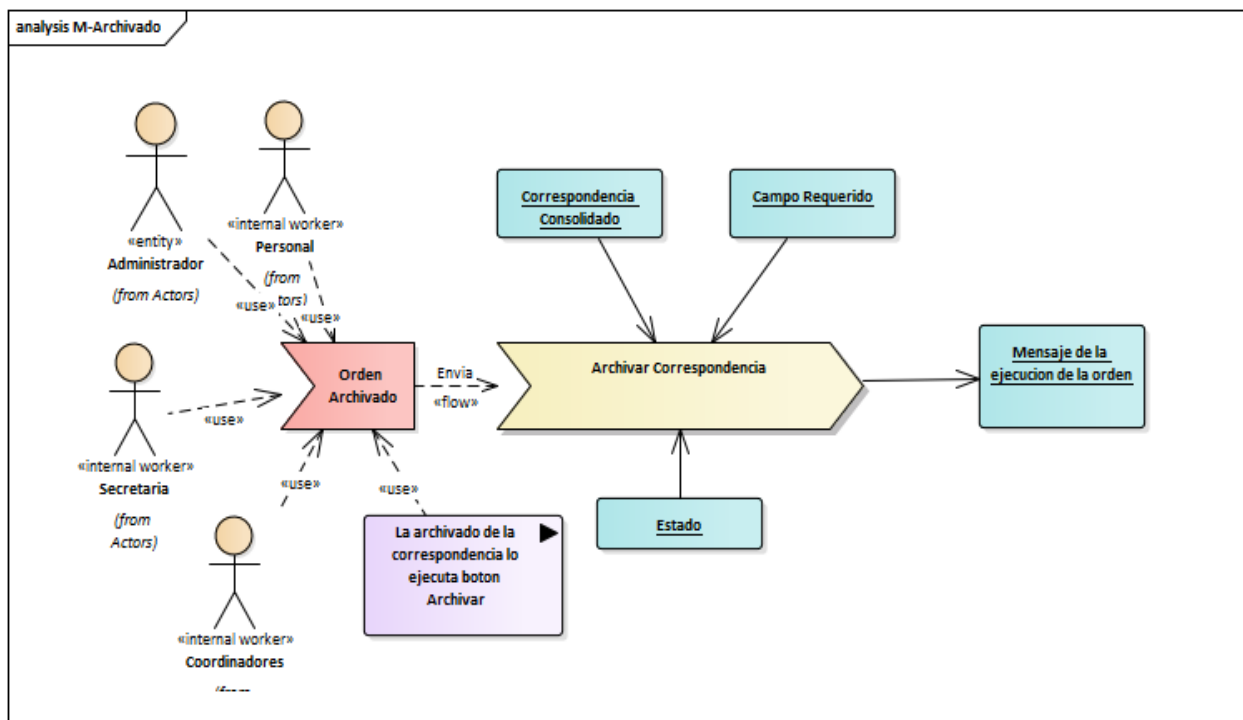 analysis M-Archivado
«entity»
Administrador
(from Actors)
«internal worker»
Personal
(from
tors)
«use»
«use»
Correspondencia
Consolidado
Campo Requerido
Orden
Archivado
Envia
«flow»
Archivar Correspondencia
Mensaje de la
ejecucion de la orden
«use»
«internal worker»
Secretaria
(from
Actors)
«use»
«use»
La archivado de la
correspondencia lo
ejecuta boton
Archivar
Estado
«internal worker»
Coordinadores
(from